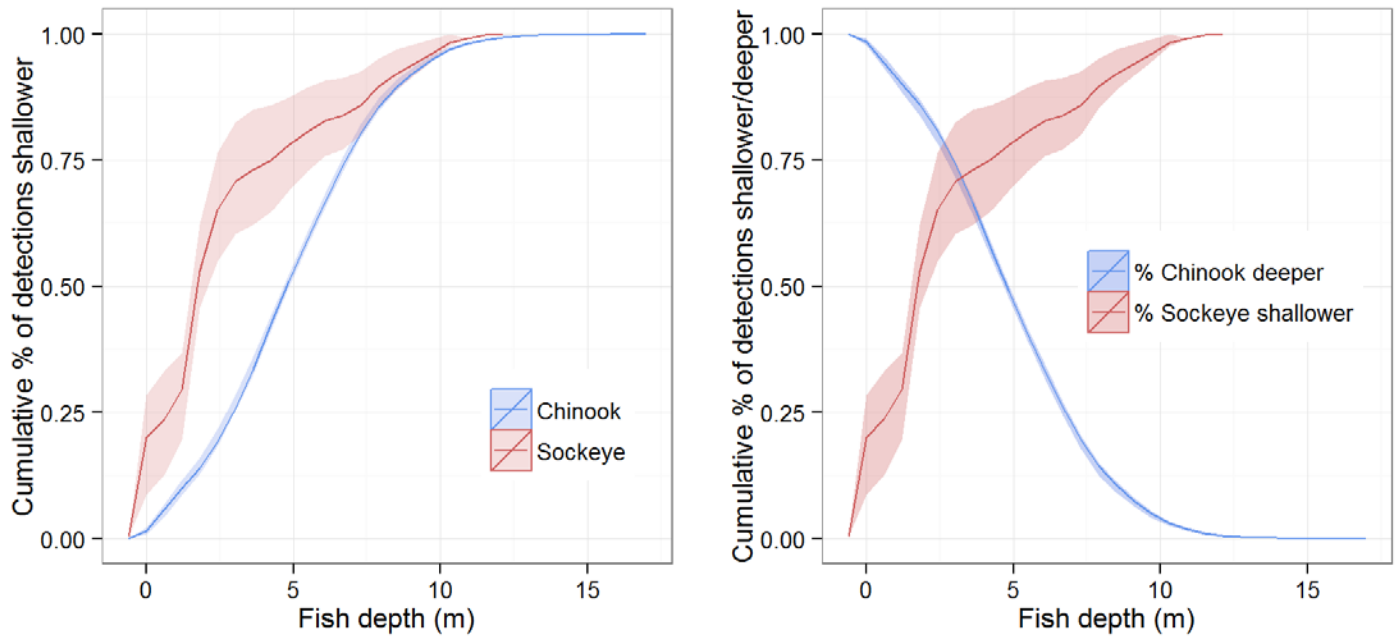 Cumulative % of detections shallower
1.00
0.75
0.50
0.25
0.00
0
5
10
15
Fish depth (m)
Chinook
Sockeye
Cumulative % of detections shallower/deeper
1.00
0.75
0.50
0.25
0.00
0
5
10
15
Fish depth (m)
% Chinook deeper
% Sockeye shallower